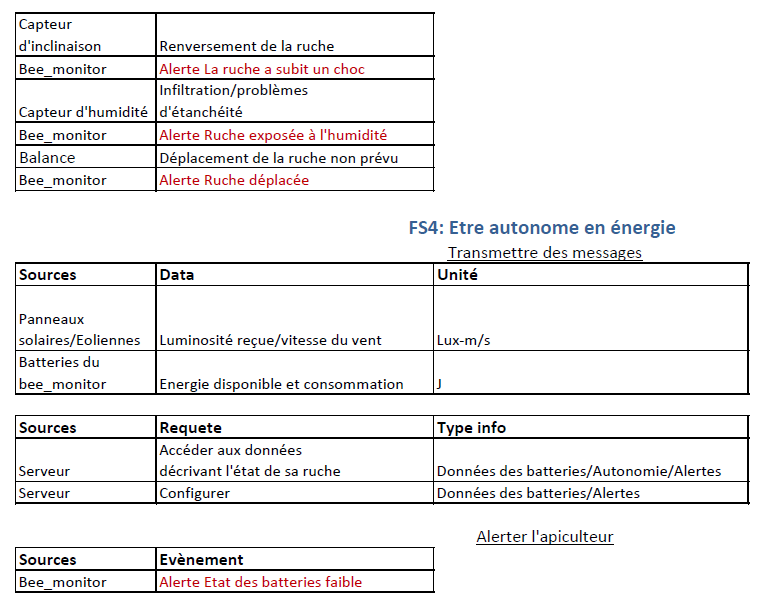 Capteur
d'inclinaison Renversement de la ruche
Bee_monitor Alerte La ruche a subit un choc
Infiltration/problèmes
Capteur d'humidité d'étanchéité
Bee_monitor Alerte Ruche exposée à l'humidité
Balance Déplacement de la ruche non prévu
Bee_monitor Alerte Ruche déplacée
FS4: Etre autonome en énergie
Transmettre des messages
Sources Data Unité
Panneaux
solaires/Eoliennes Luminosité reçue/vitesse du vent Lux-m/s
Batteries du
bee_monitor Energie disponible et consommation J
Sources Requete Type info
Accéder aux données
Serveur décrivant l'état de sa ruche Données des batteries/Autonomie/Alertes
Serveur Configurer Données des batteries/Alertes
Alerter l'apiculteur
Sources Evènement
Bee_monitor Alerte Etat des batteries faible